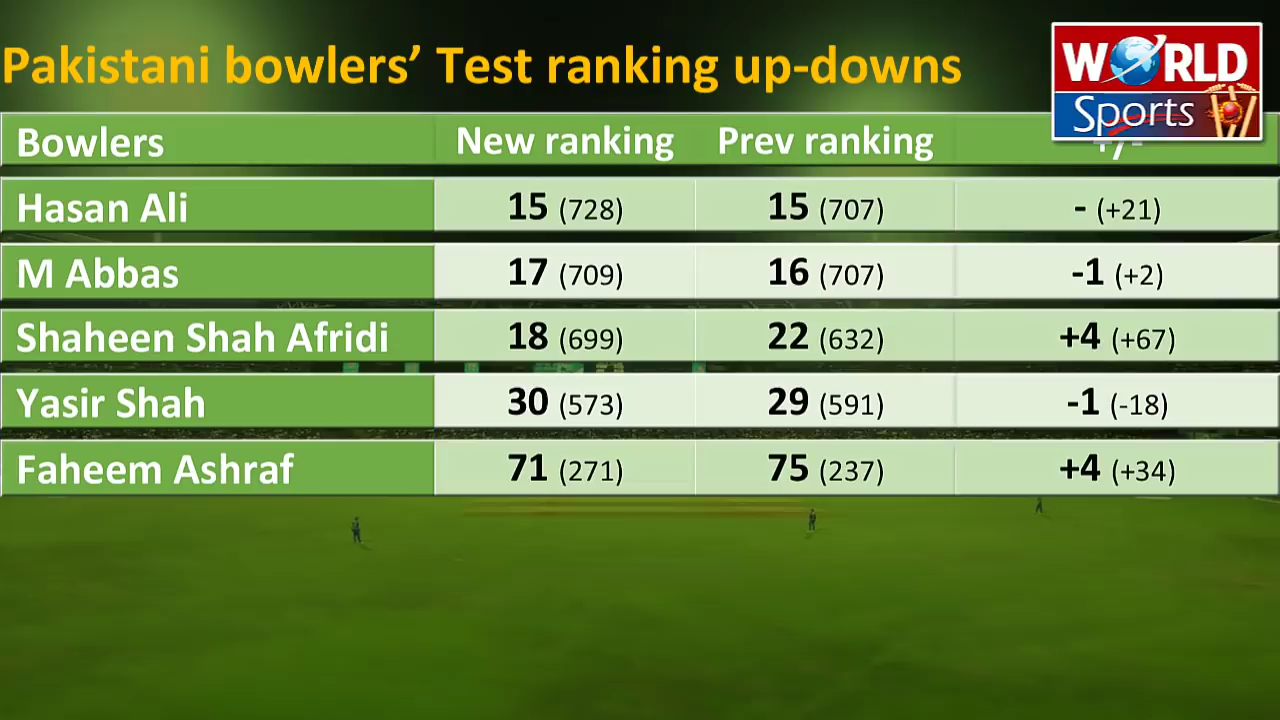 Pakistani bowlers’ Test ranking up-downs
WORLD
Sports
Bowlers New ranking Prev ranking +/-
Hasan Ali 15 (728) 15 (707) - (+21)
M Abbas 17 (709) 16 (707) -1 (+2)
Shaheen Shah Afridi 18 (699) 22 (632) +4 (+67)
Yasir Shah 30 (573) 29 (591) -1 (-18)
Faheem Ashraf 71 (271) 75 (237) +4 (+34)